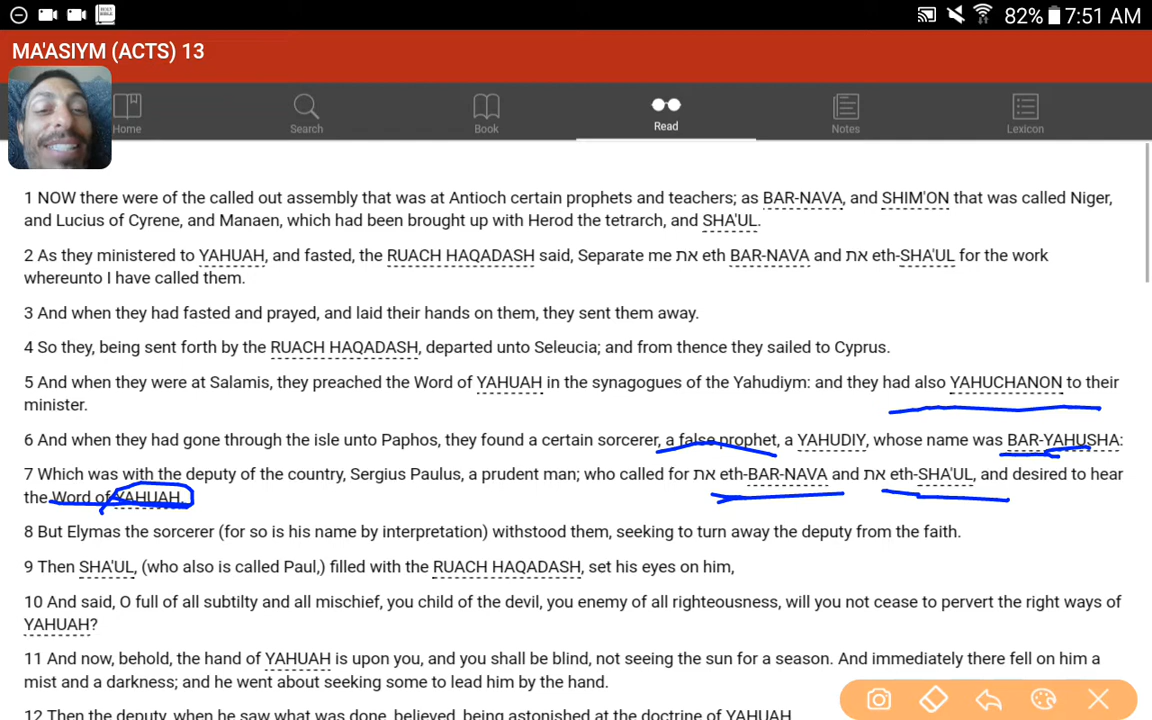 82% 7:51 AM
MA'ASIYM (ACTS) 13
Home Search Book Read Notes Lexicon
1 NOW there were of the called out assembly that was at Antioch certain prophets and teachers; as BAR-NAVA, and SHIM'ON that was called Niger,
and Lucius of Cyrene, and Manaen, which had been brought up with Herod the tetrarch, and SHA'UL.
2 As they ministered to YAHUAH, and fasted, the RUACH HAQADASH said, Separate me את eth BAR-NAVA and את eth-SHA'UL for the work
whereunto I have called them.
3 And when they had fasted and prayed, and laid their hands on them, they sent them away.
4 So they, being sent forth by the RUACH HAQADASH, departed unto Seleucia; and from thence they sailed to Cyprus.
5 And when they were at Salamis, they preached the Word of YAHUAH in the synagogues of the Yahudiym: and they had also YAHUCHANON to their
minister.
6 And when they had gone through the isle unto Paphos, they found a certain sorcerer, a false prophet, a YAHUDIY, whose name was BAR-YAHUSHA:
7 Which was with the deputy of the country, Sergius Paulus, a prudent man; who called for את eth-BAR-NAVA and את eth-SHA'UL, and desired to hear
the Word of YAHUAH.
8 But Elymas the sorcerer (for so is his name by interpretation) withstood them, seeking to turn away the deputy from the faith.
9 Then SHA'UL, (who also is called Paul,) filled with the RUACH HAQADASH, set his eyes on him,
10 And said, O full of all subtilty and all mischief, you child of the devil, you enemy of all righteousness, will you not cease to pervert the right ways of
YAHUAH?
11 And now, behold, the hand of YAHUAH is upon you, and you shall be blind, not seeing the sun for a season. And immediately there fell on him a
mist and a darkness; and he went about seeking some to lead him by the hand.
12 Then the deputy, when he saw what was done, believed, being astonished at the doctrine of YAHUAH.